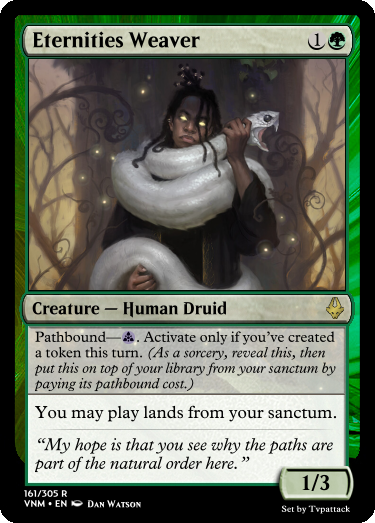 Eternities Weaver 1
Creature — Human Druid
Pathbound—. Activate only if you've created
a token this turn. (As a sorcery, reveal this, then
put this on top of your library from your sanctum by
paying its pathbound cost.)
You may play lands from your sanctum.
“My hope is that you see why the paths are
part of the natural order here.”
1/3
161/305 R
VNM • EN DAN WATSON
Set by Tvpattack